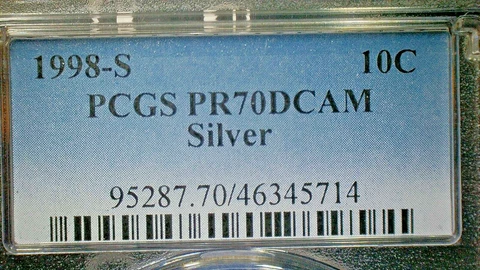 1998-S 10C
PCGS PR70DCAM
Silver
95287.70/46345714